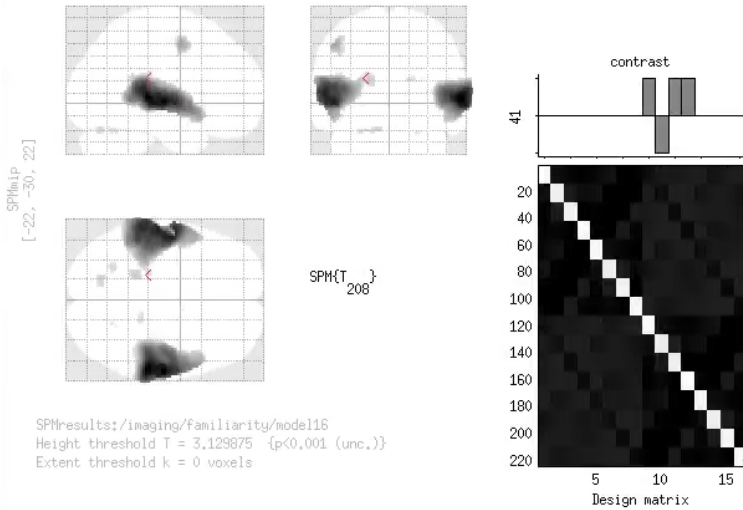 contrast
41
SPMmip
[-22, -30, 22]
SPM{T
208
}
20
40
60
80
100
120
140
160
180
200
220
5 10 15
Design matrix
SPMresults:/imaging/familiarity/model16
Height threshold T = 3.129875 {p<0.001 (unc.)}
Extent threshold k = 0 voxels